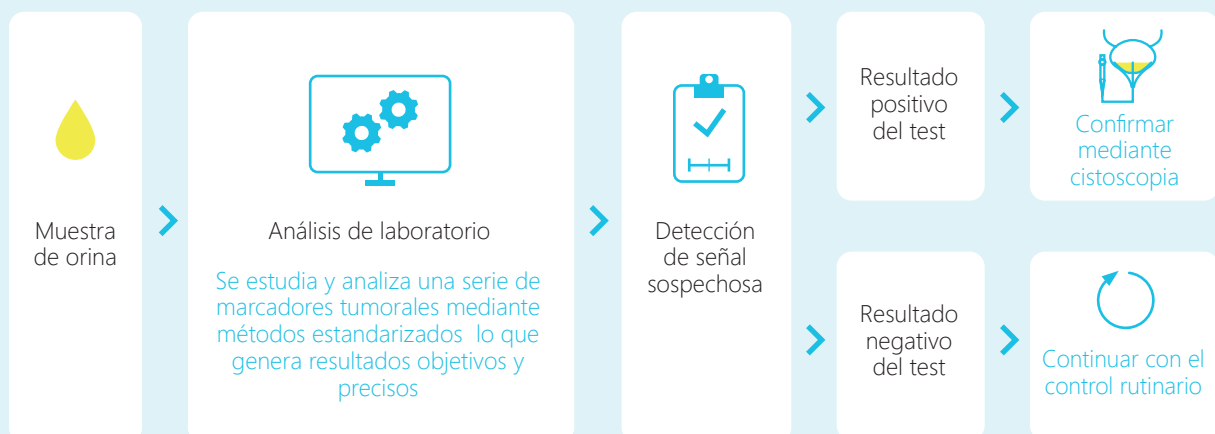 Muestra
de orina
Análisis de laboratorio
Se estudia y analiza una serie de
marcadores tumorales mediante
métodos estandarizados  lo que
genera resultados objetivos y
precisos
Detección
de señal
sospechosa
Resultado
positivo
del test
Confirmar
mediante
cistoscopia
Resultado
negativo
del test
Continuar con el
control rutinario